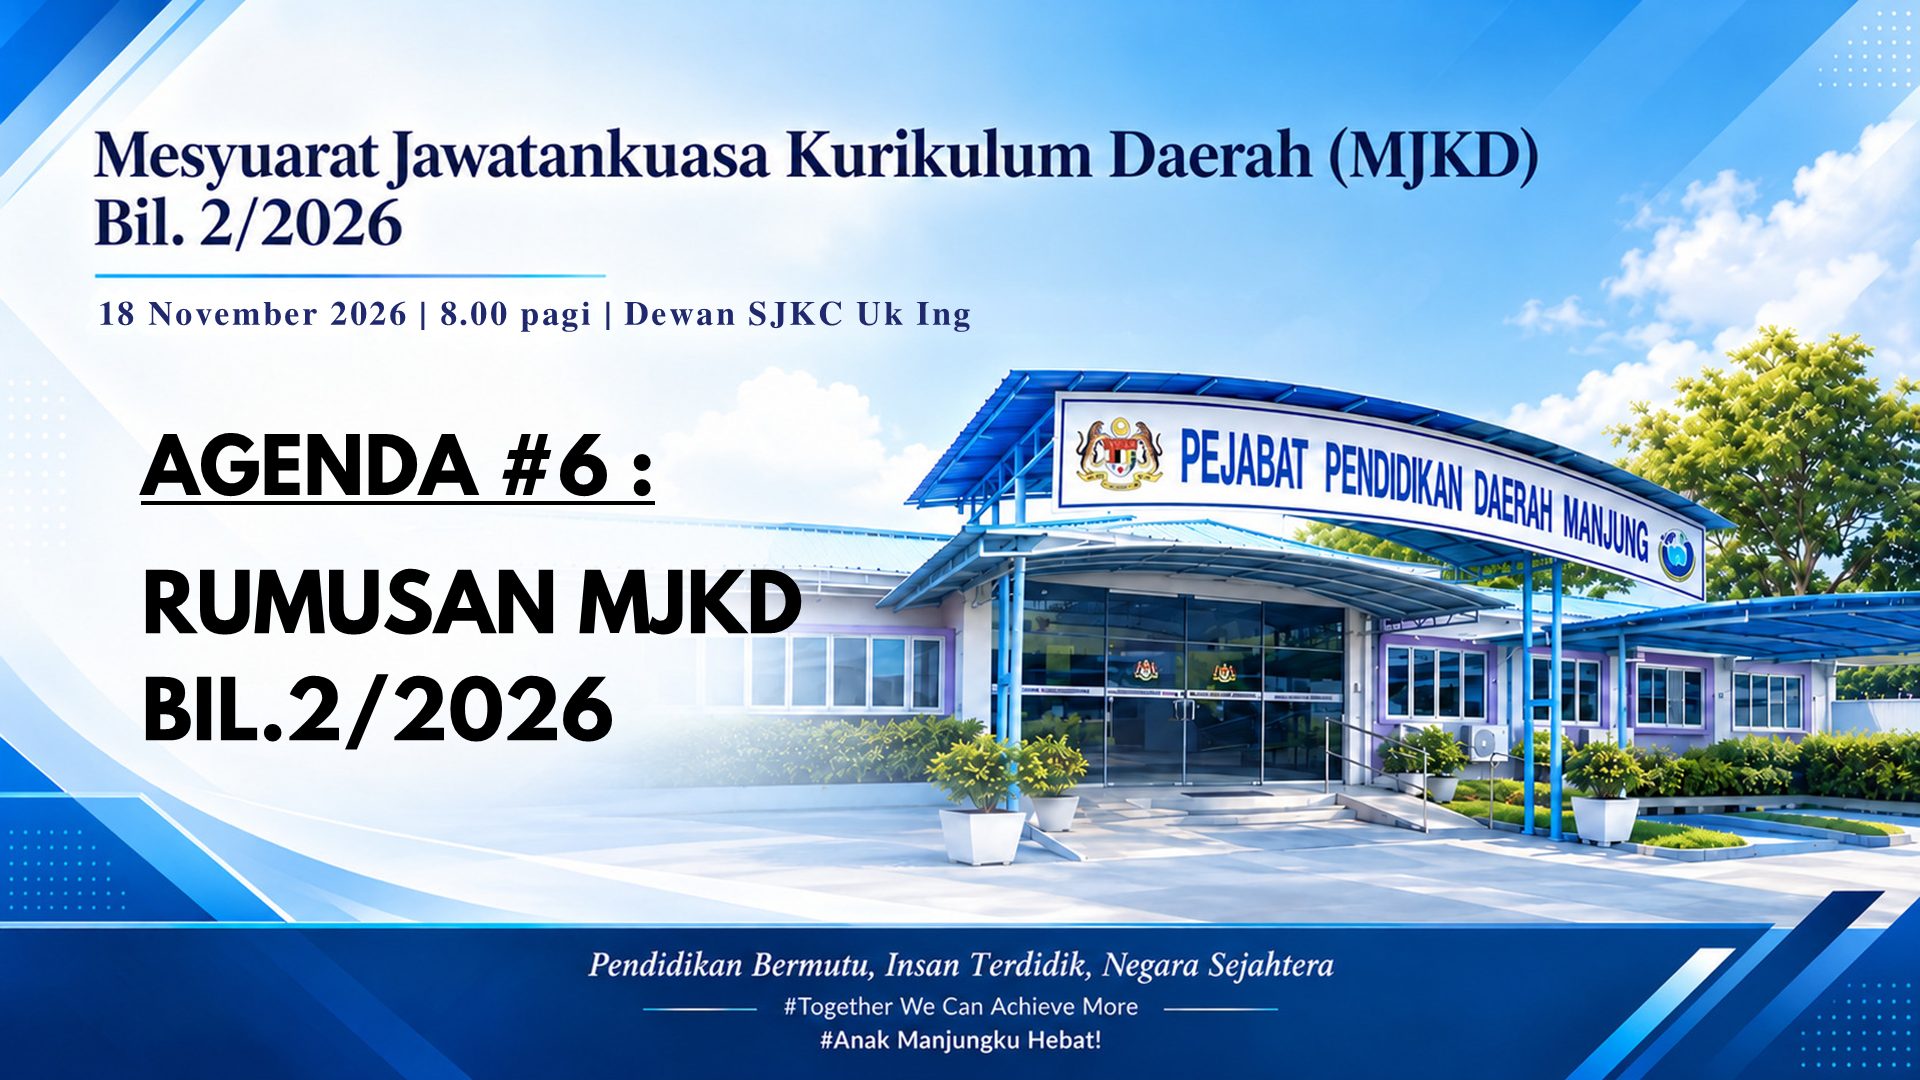 Mesyuarat Jawatankuasa Kurikulum Daerah (MJKD)
Bil. 2/2026
18 November 2026 | 8.00 pagi | Dewan SJKC Uk Ing
AGENDA #6 :
RUMUSAN MJKD
BIL.2/2026
PEJABAT PENDIDIKAN DAERAH MANJUNG
Pendidikan Bermutu, Insan Terdidik, Negara Sejahtera
#Together We Can Achieve More
#Anak Manjungku Hebat!